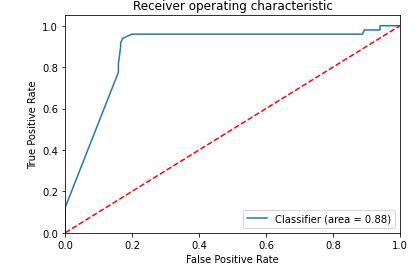 Receiver operating characteristic
True Positive Rate
1.0
0.8
0.6
0.4
0.2
0.0
Classifier (area = 0.88)
0.0 0.2 0.4 0.6 0.8 1.0
False Positive Rate